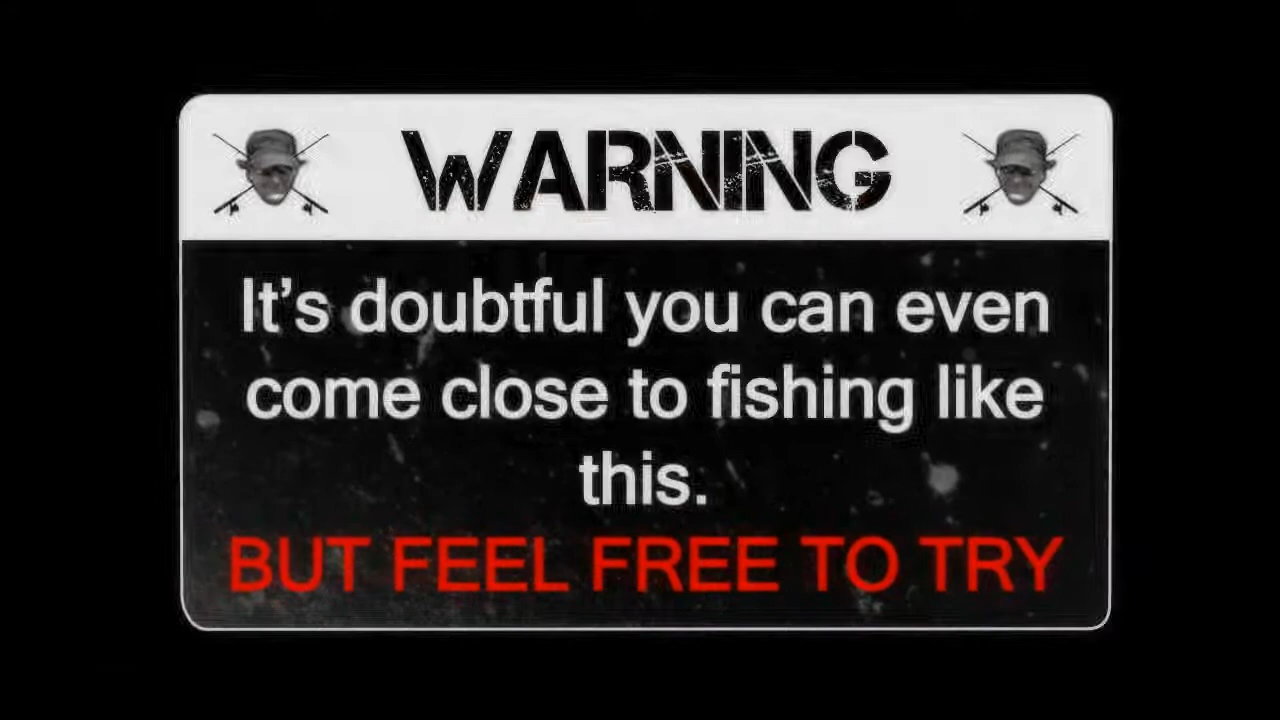 WARNING
It’s doubtful you can even
come close to fishing like
this.
BUT FEEL FREE TO TRY